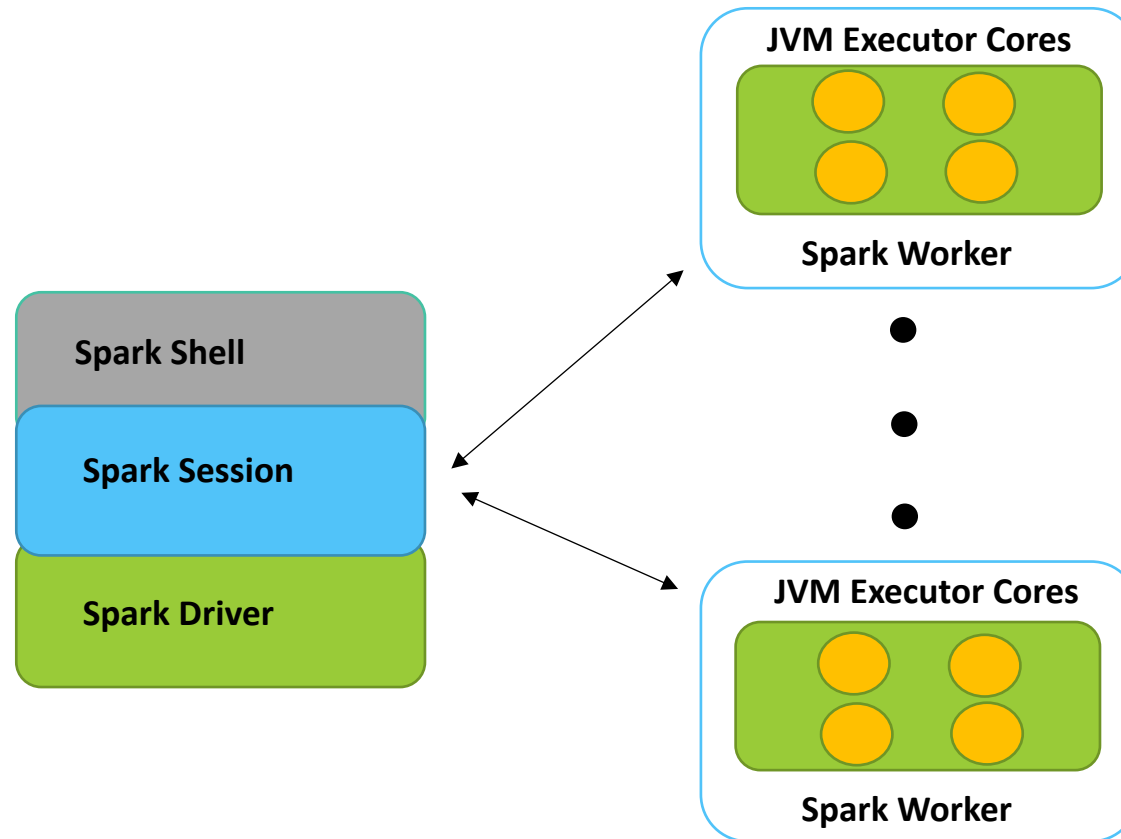 JVM Executor Cores
Spark Worker
Spark Shell
Spark Session
Spark Driver
JVM Executor Cores
Spark Worker